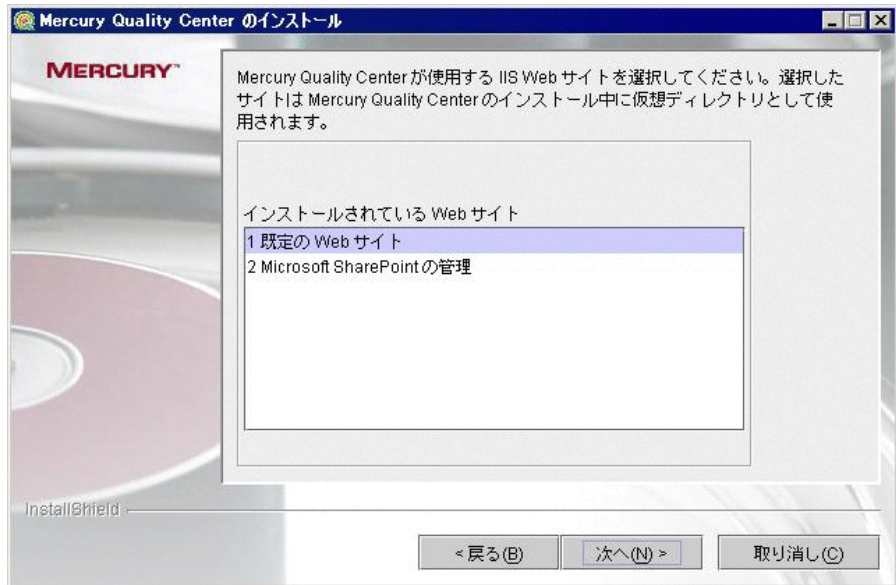 Mercury Quality Center のインストール
MERCURY™
Mercury Quality Center が使用する IIS Web サイトを選択してください。選択した
サイトは Mercury Quality Center のインストール中に仮想ディレクトリとして使
用されます。
インストールされている Web サイト
1 既定の Web サイト
2 Microsoft SharePoint の管理
InstallShield
< 戻る(B)
次へ(N) >
取り消し(C)